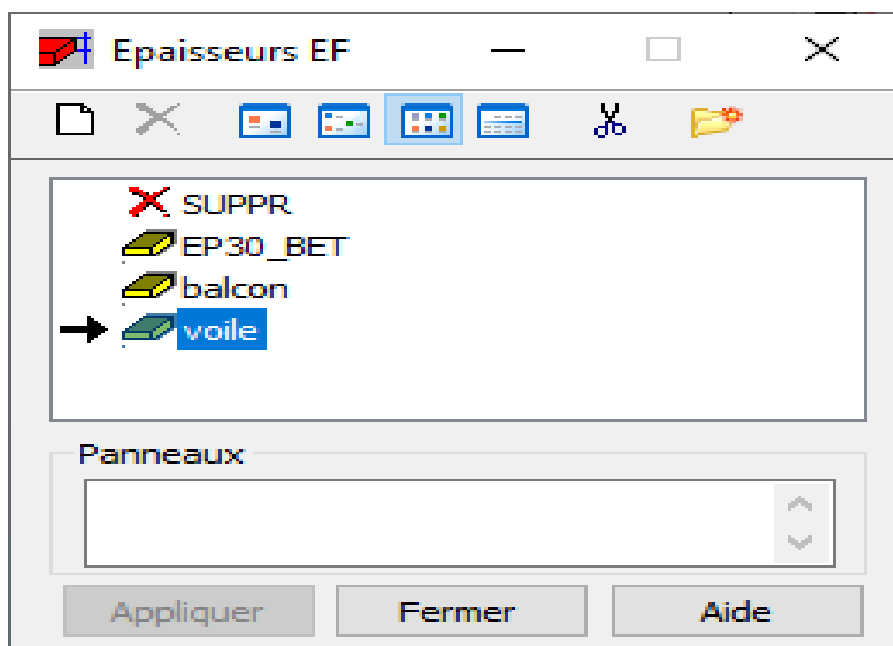 Epaisseurs EF
SUPPR
EP30_BET
balcon
voile
Panneaux
Appliquer Fermer Aide